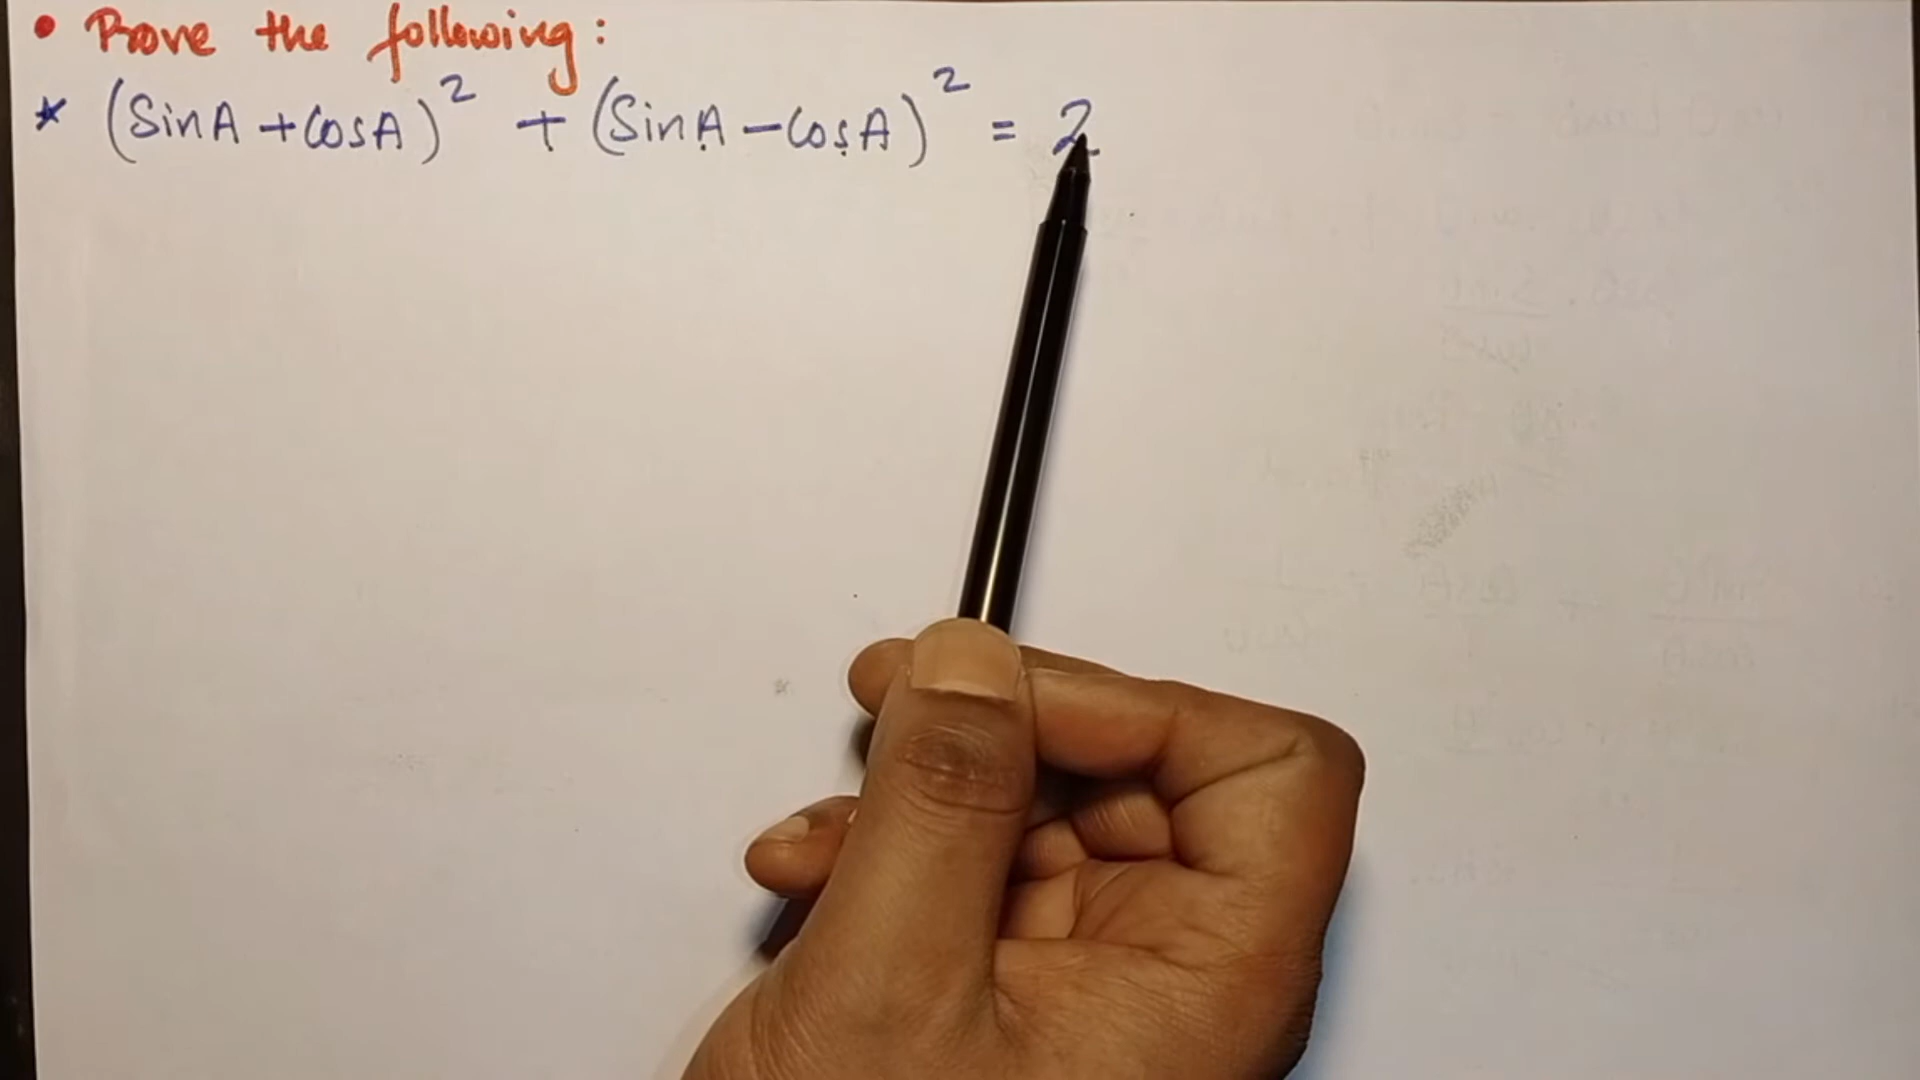 • Prove the following:
* (SinA + CosA)² + (SinA - CosA)² = 2